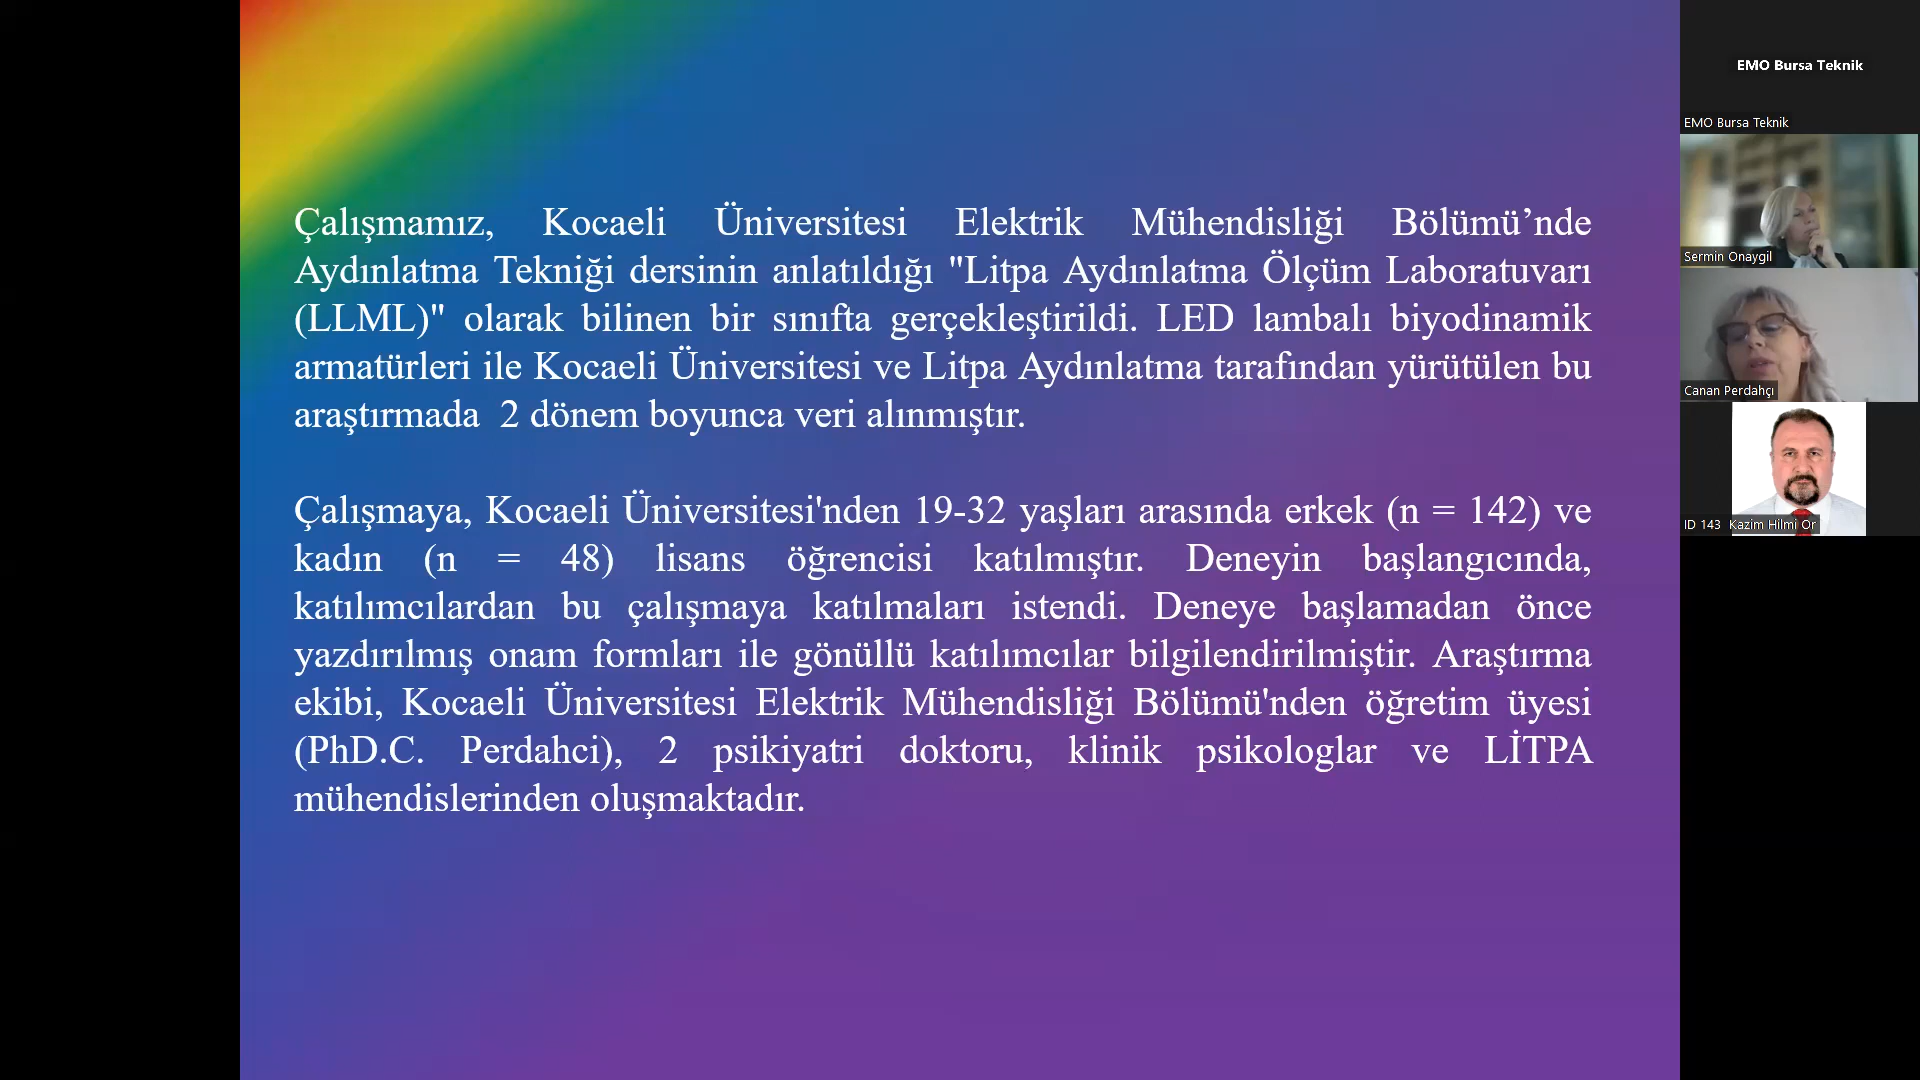 Çalışmamız, Kocaeli Üniversitesi Elektrik Mühendisliği Bölümü’nde
Aydınlatma Tekniği dersinin anlatıldığı "Litpa Aydınlatma Ölçüm Laboratuvarı
(LLML)" olarak bilinen bir sınıfta gerçekleştirildi. LED lambalı biyodinamik
armatürleri ile Kocaeli Üniversitesi ve Litpa Aydınlatma tarafından yürütülen bu
araştırmada 2 dönem boyunca veri alınmıştır.
Çalışmaya, Kocaeli Üniversitesi'nden 19-32 yaşları arasında erkek (n = 142) ve
kadın (n = 48) lisans öğrencisi katılmıştır. Deneyin başlangıcında,
katılımcılardan bu çalışmaya katılmaları istendi. Deneye başlamadan önce
yazdırılmış onam formları ile gönüllü katılımcılar bilgilendirilmiştir. Araştırma
ekibi, Kocaeli Üniversitesi Elektrik Mühendisliği Bölümü'nden öğretim üyesi
(PhD.C. Perdahci), 2 psikiyatri doktoru, klinik psikologlar ve LİTPA
mühendislerinden oluşmaktadır.
EMO Bursa Teknik
EMO Bursa Teknik
Sermin Onaygil
Canan Perdahçı
ID 143 Kazim Hilmi Or